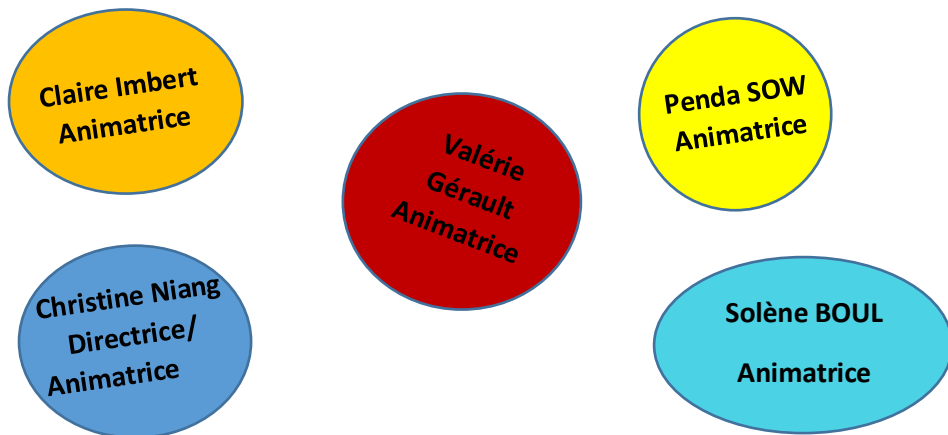 Claire Imbert
Animatrice
Penda SOW
Animatrice
Valérie
Gérault
Animatrice
Christine Niang
Directrice/
Animatrice
Solène BOUL
Animatrice